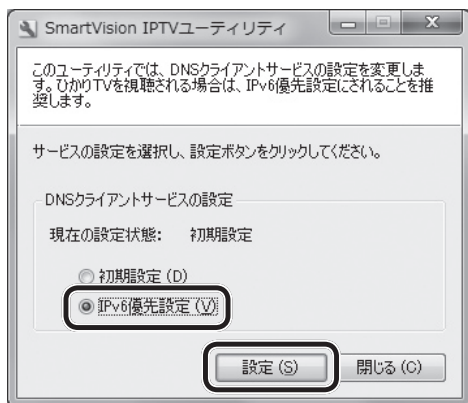 SmartVision IPTVユーティリティ
このユーティリティでは、DNSクライアントサービスの設定を変更しま
す。ひかりTVを視聴される場合は、IPv6優先設定にされることを推
奨します。
サービスの設定を選択し、設定ボタンをクリックしてください。
DNSクライアントサービスの設定
現在の設定状態： 初期設定
初期設定 (D)
IPv6優先設定 (V)
設定 (S)
閉じる (C)